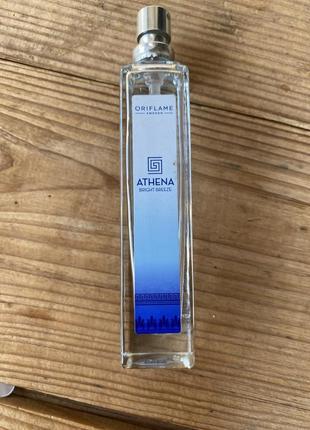 ORIFLAME
SWEDEN
ATHENA
BRIGHT BREEZE